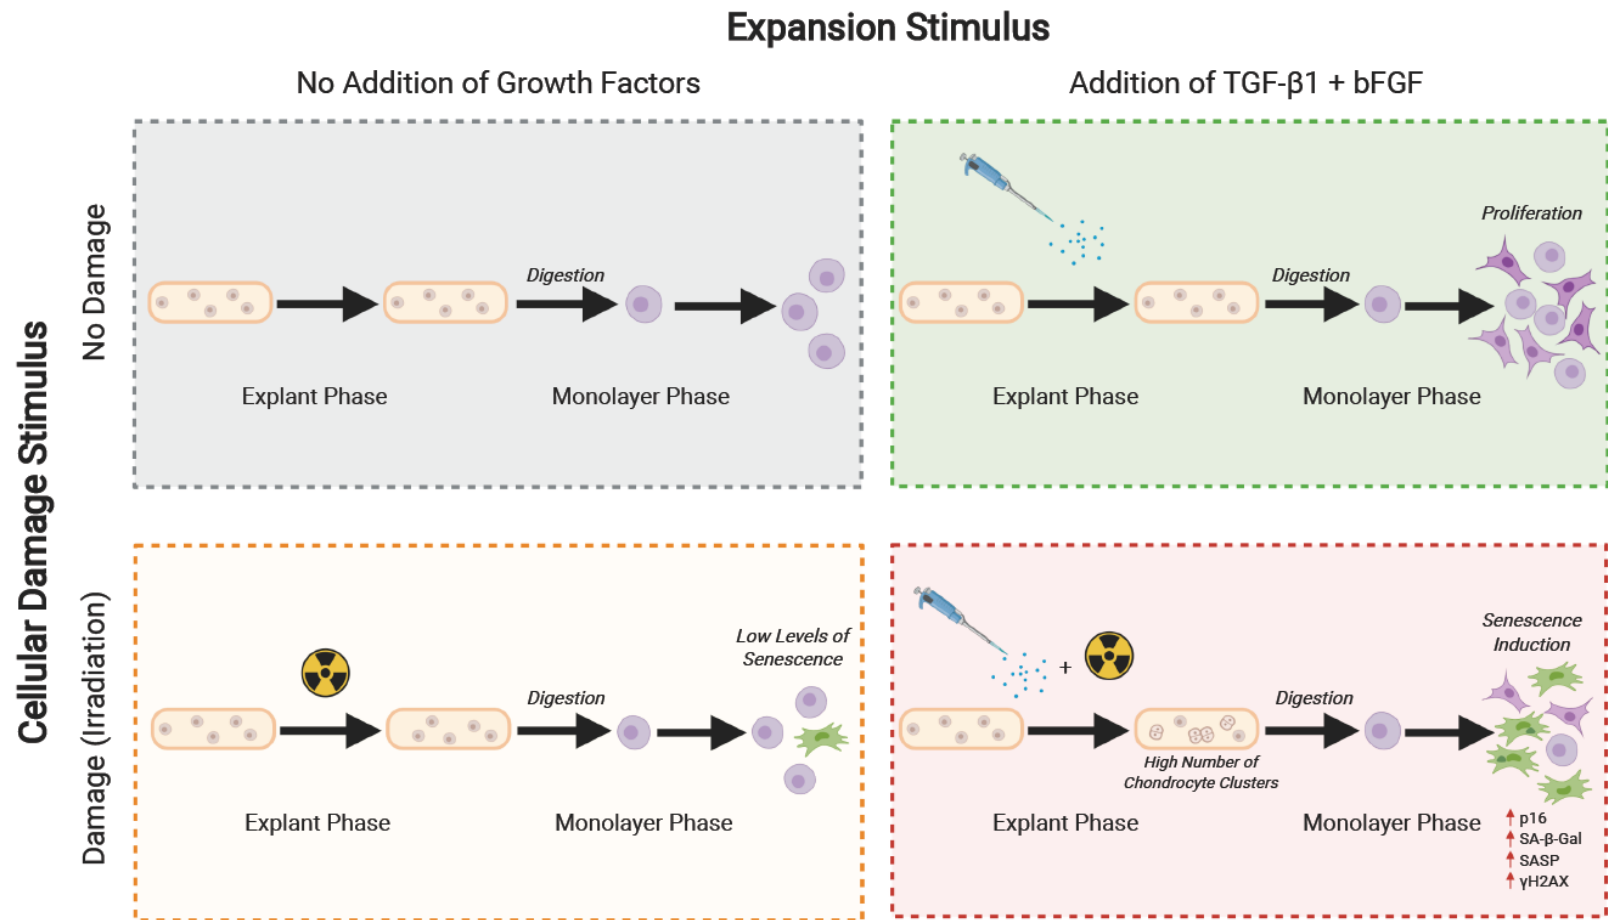 Expansion Stimulus
No Addition of Growth Factors
Addition of TGF-β1 + bFGF
Cellular Damage Stimulus
No Damage
Digestion
Explant Phase
Monolayer Phase
Proliferation
Digestion
Explant Phase
Monolayer Phase
Damage (Irradiation)
Low Levels of
Senescence
Digestion
Explant Phase
Monolayer Phase
+
Senescence
Induction
Digestion
High Number of
Chondrocyte Clusters
Explant Phase
Monolayer Phase
p16
SA-β-Gal
SASP
γH2AX